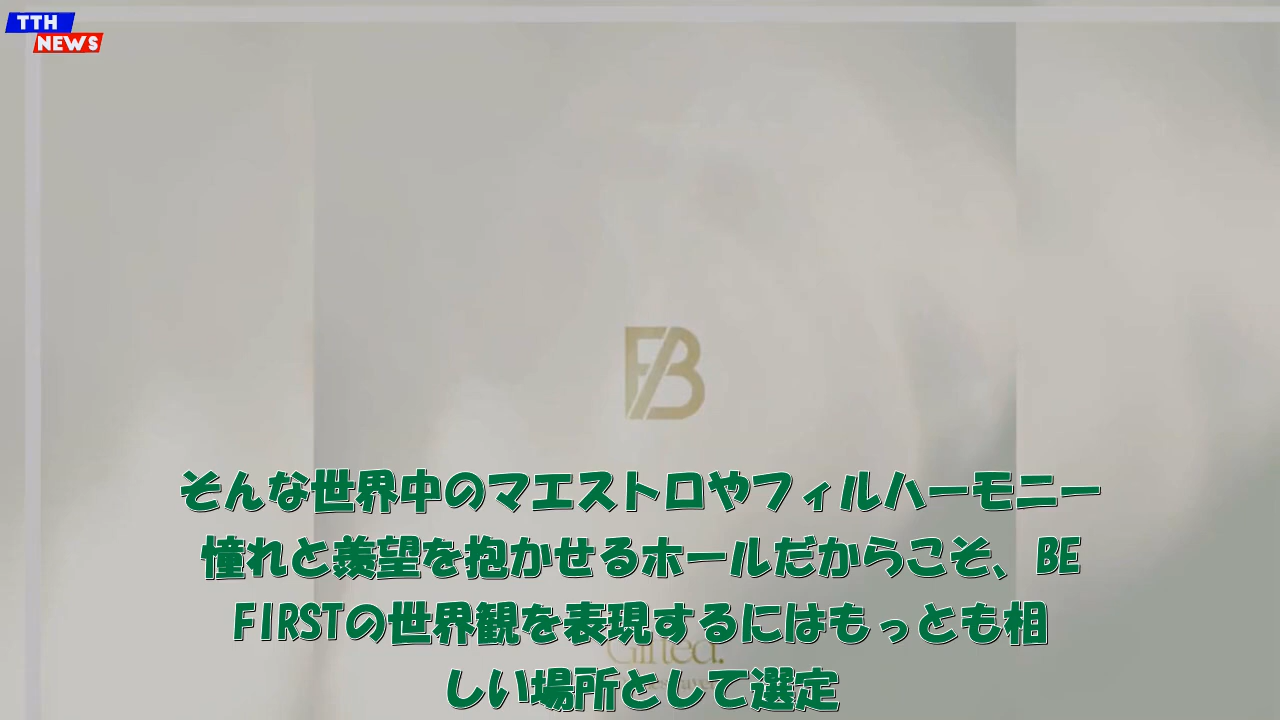 TTH
NEWS
そんな世界中のマエストロやフィルハーモニー
憧れと羨望を抱かせるホールだからこそ、BE
FIRSTの世界観を表現するにはもっとも相
Gifted.
しい場所として選定